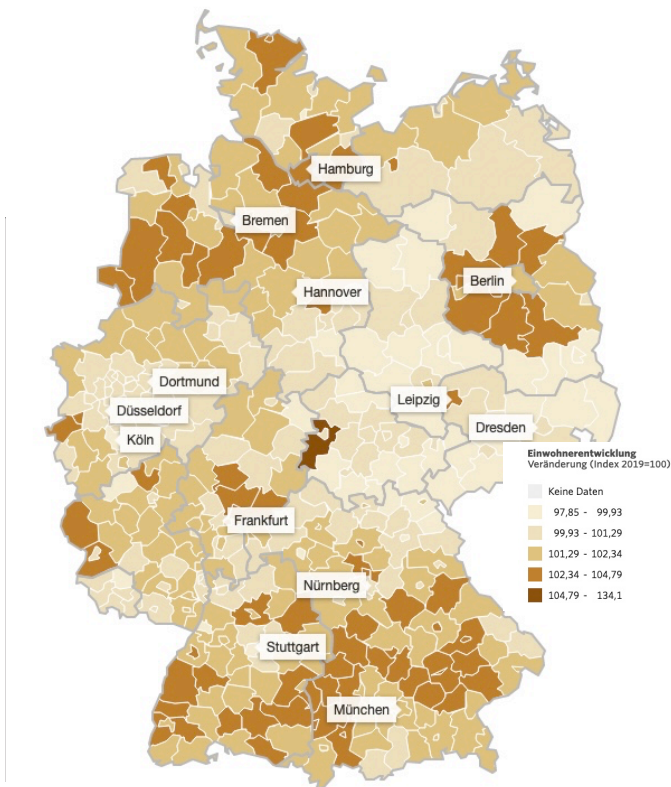 Hamburg
Bremen
Berlin
Hannover
Dortmund
Leipzig
Düsseldorf
Dresden
Köln
Einwohnerentwicklung
Veränderung (Index 2019=100)
Keine Daten
97,85 - 99,93
99,93 - 101,29
101,29 - 102,34
102,34 - 104,79
104,79 - 134,1
Frankfurt
Nürnberg
Stuttgart
München